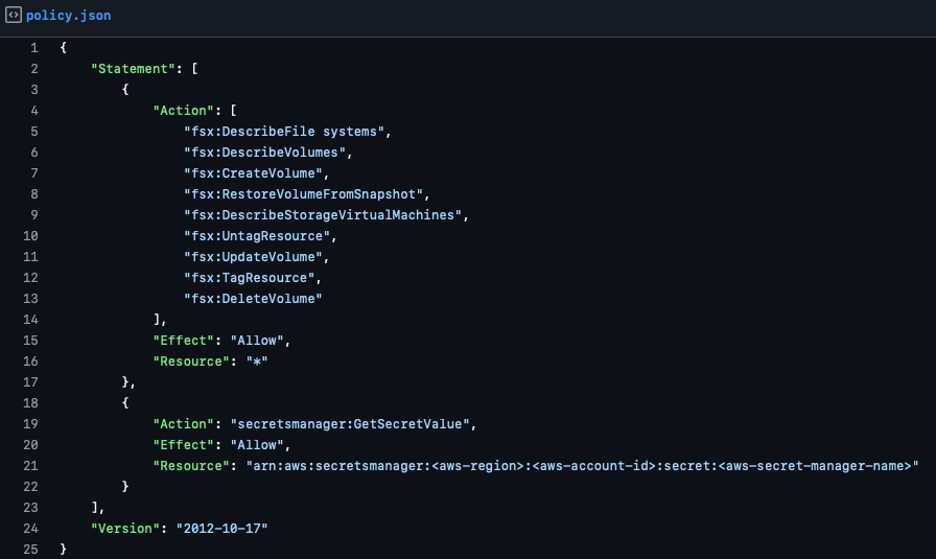 policy.json
1 {
2     "Statement": [
3         {
4             "Action": [
5                 "fsx:DescribeFile systems",
6                 "fsx:DescribeVolumes",
7                 "fsx:CreateVolume",
8                 "fsx:RestoreVolumeFromSnapshot",
9                 "fsx:DescribeStorageVirtualMachines",
10                 "fsx:UntagResource",
11                 "fsx:UpdateVolume",
12                 "fsx:TagResource",
13                 "fsx:DeleteVolume"
14             ],
15             "Effect": "Allow",
16             "Resource": "*"
17         },
18         {
19             "Action": "secretsmanager:GetSecretValue",
20             "Effect": "Allow",
21             "Resource": "arn:aws:secretsmanager:<aws-region>:<aws-account-id>:secret:<aws-secret-manager-name>"
22         }
23     ],
24     "Version": "2012-10-17"
25 }